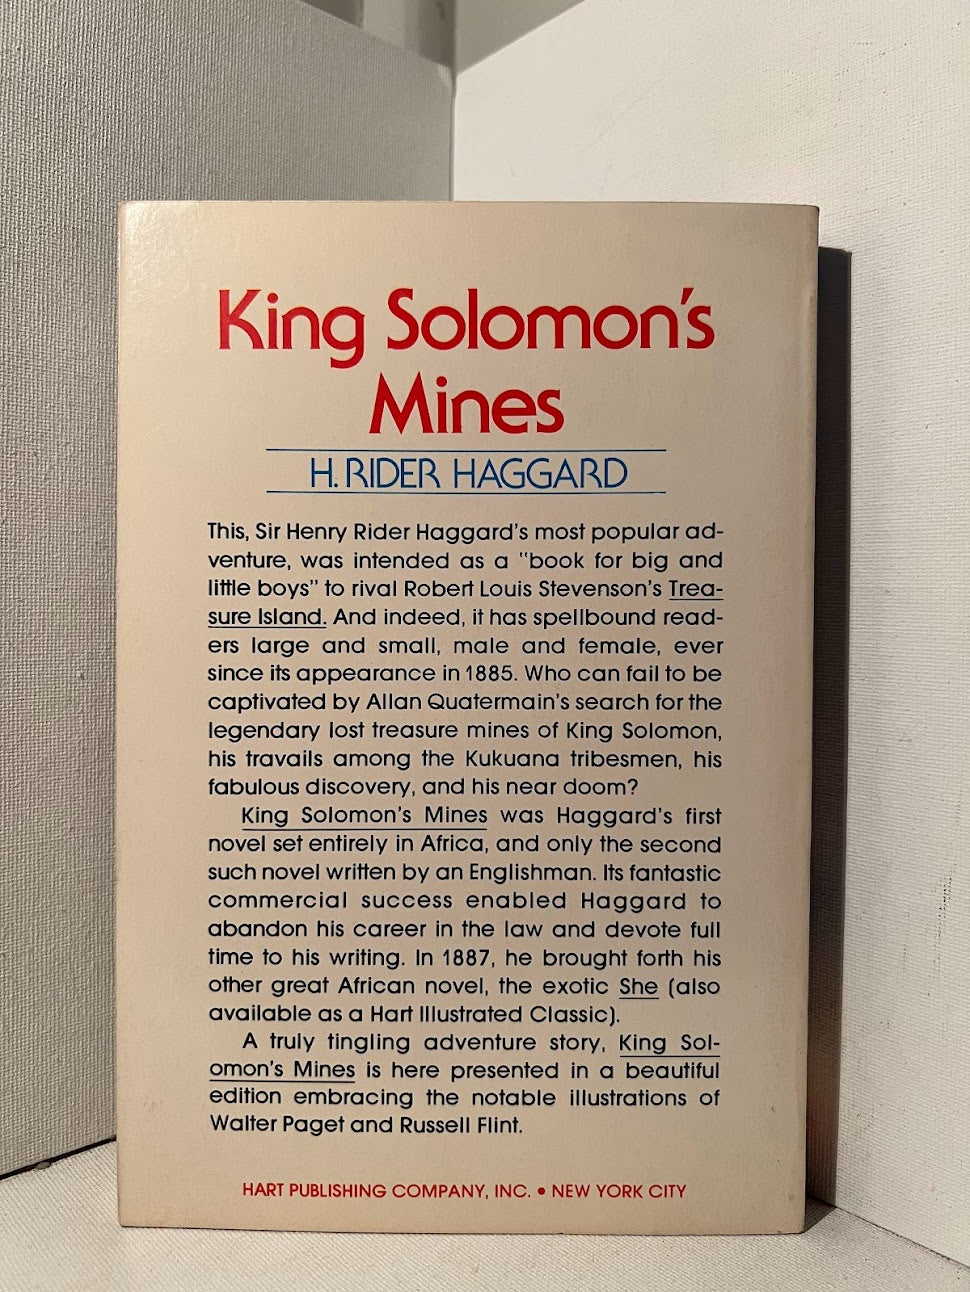 King Solomon's
Mines
H. RIDER HAGGARD
This, Sir Henry Rider Haggard's most popular ad-
venture, was intended as a "book for big and
little boys" to rival Robert Louis Stevenson's Trea-
sure Island. And indeed, it has spellbound read-
ers large and small, male and female, ever
since its appearance in 1885. Who can fail to be
captivated by Allan Quatermain's search for the
legendary lost treasure mines of King Solomon,
his travails among the Kukuana tribesmen, his
fabulous discovery, and his near doom?
King Solomon's Mines was Haggard's first
novel set entirely in Africa, and only the second
such novel written by an Englishman. Its fantastic
commercial success enabled Haggard to
abandon his career in the law and devote full
time to his writing. In 1887, he brought forth his
other great African novel, the exotic She (also
available as a Hart Illustrated Classic).
A truly tingling adventure story, King Sol-
omon's Mines is here presented in a beautiful
edition embracing the notable illustrations of
Walter Paget and Russell Flint.
HART PUBLISHING COMPANY, INC. • NEW YORK CITY